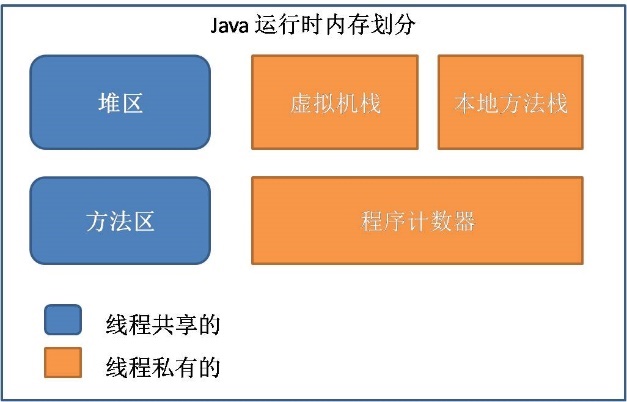 Java 运行时内存划分
堆区
虚拟机栈
本地方法栈
方法区
程序计数器
线程共享的
线程私有的